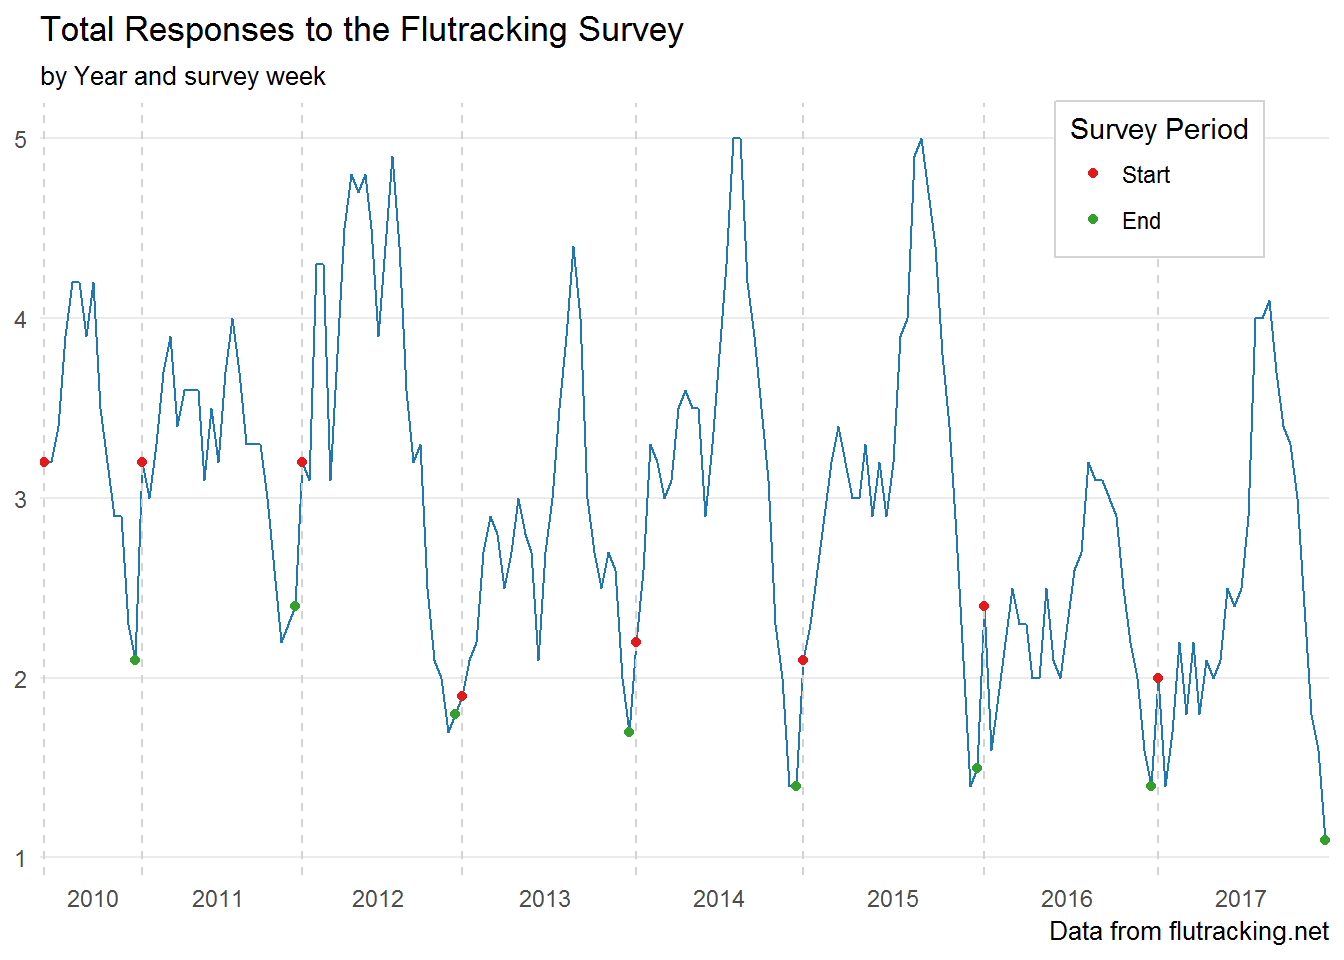 Total Responses to the Flutracking Survey
by Year and survey week
Survey Period
Start
End
5
4
3
2
1
2010 2011 2012 2013 2014 2015 2016 2017
Data from flutracking.net